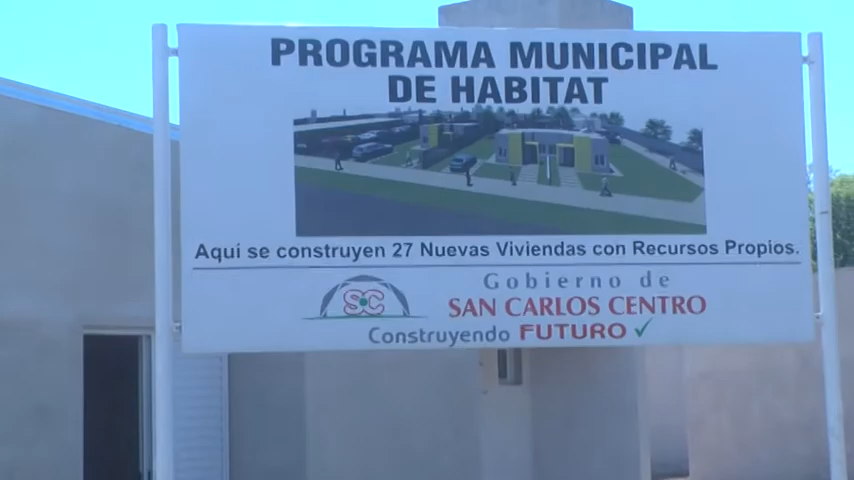 PROGRAMA MUNICIPAL
DE HABITAT
Aqui se construyen 27 Nuevas Viviendas con Recursos Propios.
SC
Gobierno de
SAN CARLOS CENTRO
Construyendo FUTURO